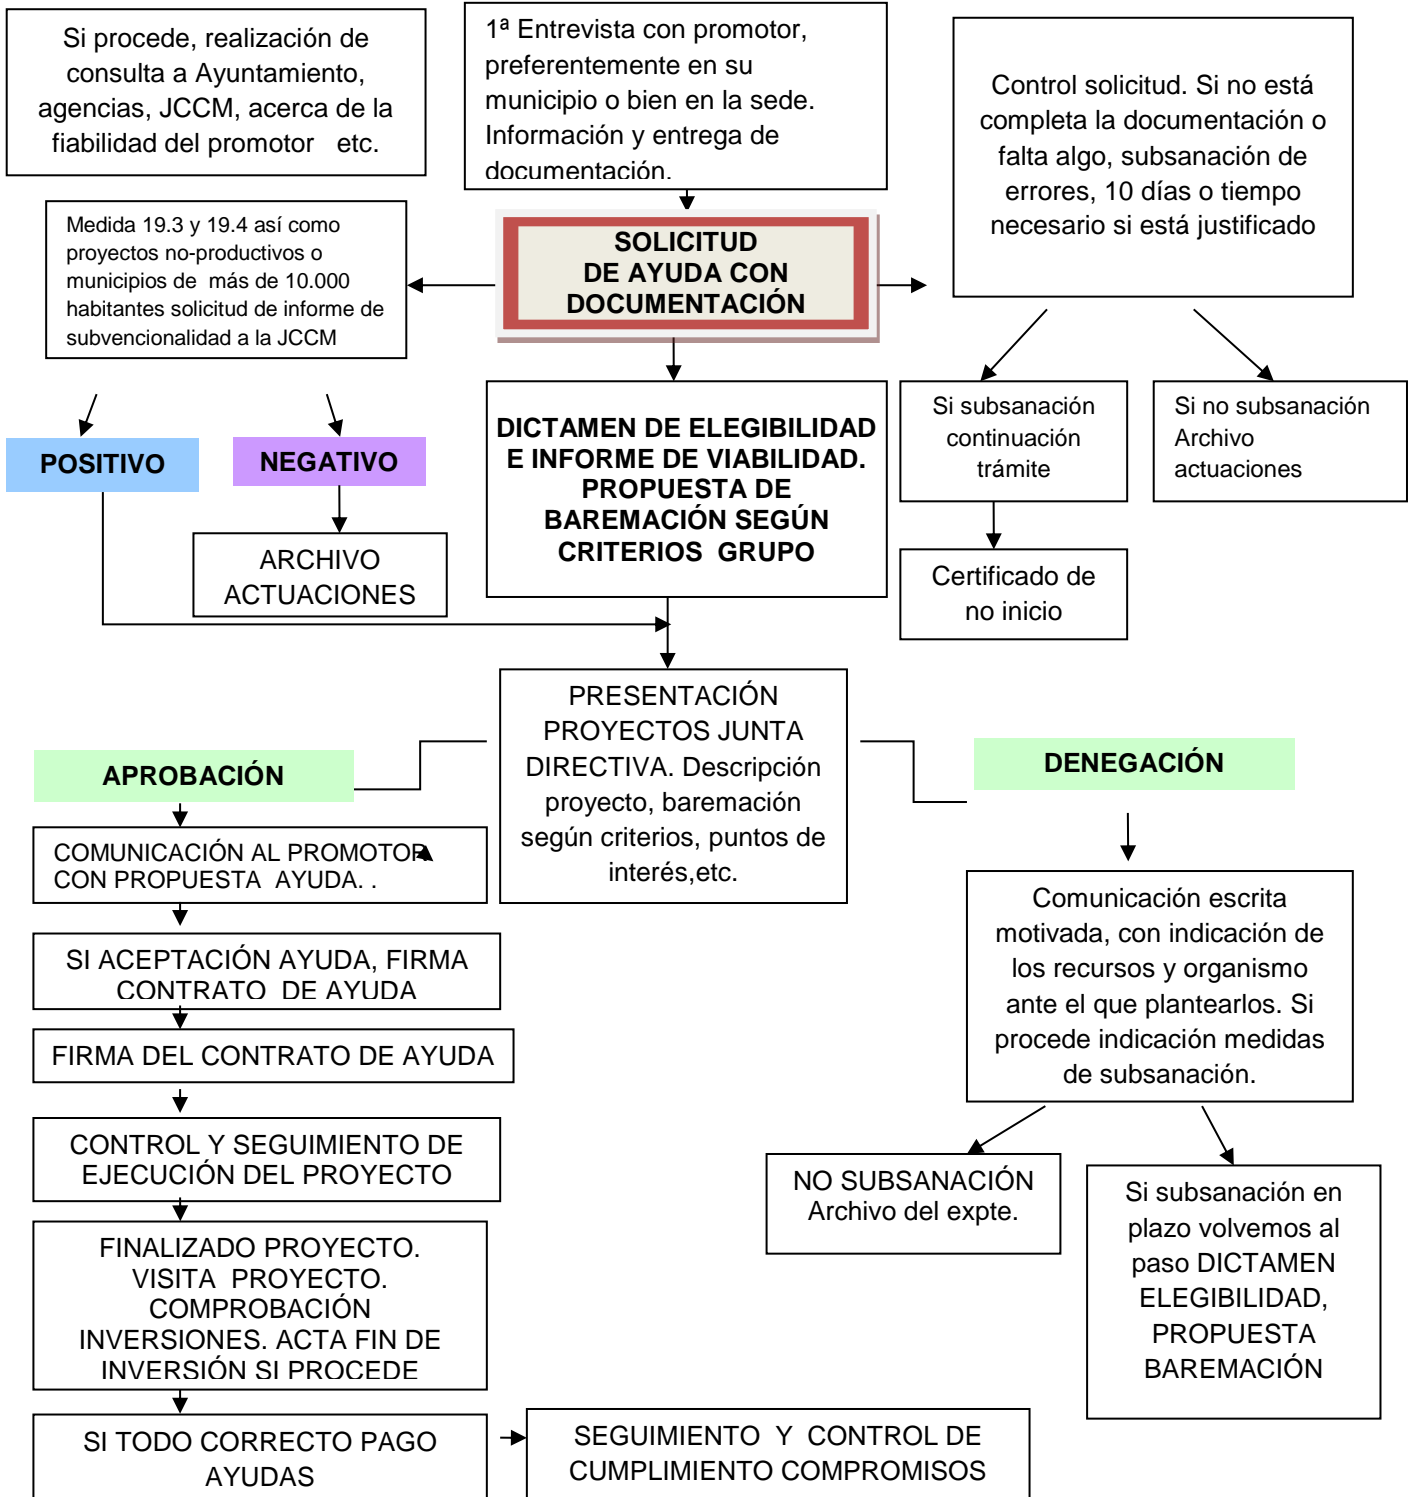 Si procede, realización de
consulta a Ayuntamiento,
agencias, JCCM, acerca de la
fiabilidad del promotor etc.
1ª Entrevista con promotor,
preferentemente en su
municipio o bien en la sede.
Información y entrega de
documentación.
Control solicitud. Si no está
completa la documentación o
falta algo, subsanación de
errores, 10 días o tiempo
necesario si está justificado
Medida 19.3 y 19.4 así como
proyectos no-productivos o
municipios de más de 10.000
habitantes solicitud de informe de
subvencionalidad a la JCCM
SOLICITUD
DE AYUDA CON
DOCUMENTACIÓN
POSITIVO
NEGATIVO
ARCHIVO
ACTUACIONES
DICTAMEN DE ELEGIBILIDAD
E INFORME DE VIABILIDAD.
PROPUESTA DE
BAREMACIÓN SEGÚN
CRITERIOS GRUPO
Si subsanación
continuación
trámite
Si no subsanación
Archivo
actuaciones
Certificado de
no inicio
PRESENTACIÓN
PROYECTOS JUNTA
DIRECTIVA. Descripción
proyecto, baremación
según criterios, puntos de
interés,etc.
APROBACIÓN
DENEGACIÓN
COMUNICACIÓN AL PROMOTOR
CON PROPUESTA AYUDA. .
SI ACEPTACIÓN AYUDA, FIRMA
CONTRATO DE AYUDA
FIRMA DEL CONTRATO DE AYUDA
CONTROL Y SEGUIMIENTO DE
EJECUCIÓN DEL PROYECTO
FINALIZADO PROYECTO.
VISITA PROYECTO.
COMPROBACIÓN
INVERSIONES. ACTA FIN DE
INVERSIÓN SI PROCEDE
SI TODO CORRECTO PAGO
AYUDAS
SEGUIMIENTO Y CONTROL DE
CUMPLIMIENTO COMPROMISOS
Comunicación escrita
motivada, con indicación de
los recursos y organismo
ante el que plantearlos. Si
procede indicación medidas
de subsanación.
NO SUBSANACIÓN
Archivo del expte.
Si subsanación en
plazo volvemos al
paso DICTAMEN
ELEGIBILIDAD,
PROPUESTA
BAREMACIÓN